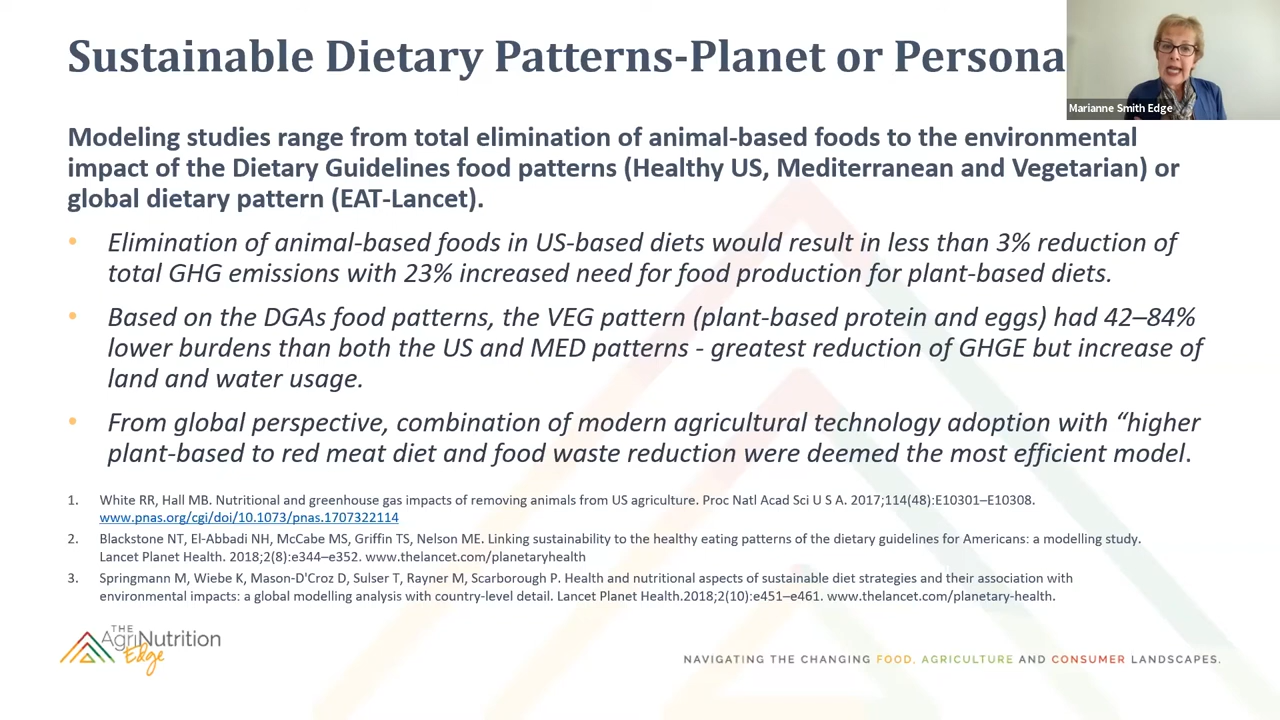 Sustainable Dietary Patterns-Planet or Persona
Marianne Smith Edge
Modeling studies range from total elimination of animal-based foods to the environmental
impact of the Dietary Guidelines food patterns (Healthy US, Mediterranean and Vegetarian) or
global dietary pattern (EAT-Lancet).
• Elimination of animal-based foods in US-based diets would result in less than 3% reduction of
total GHG emissions with 23% increased need for food production for plant-based diets.
• Based on the DGAs food patterns, the VEG pattern (plant-based protein and eggs) had 42–84%
lower burdens than both the US and MED patterns - greatest reduction of GHGE but increase of
land and water usage.
• From global perspective, combination of modern agricultural technology adoption with “higher
plant-based to red meat diet and food waste reduction were deemed the most efficient model.
1. White RR, Hall MB. Nutritional and greenhouse gas impacts of removing animals from US agriculture. Proc Natl Acad Sci U S A. 2017;114(48):E10301–E10308.
www.pnas.org/cgi/doi/10.1073/pnas.1707322114
2. Blackstone NT, El-Abbadi NH, McCabe MS, Griffin TS, Nelson ME. Linking sustainability to the healthy eating patterns of the dietary guidelines for Americans: a modelling study.
Lancet Planet Health. 2018;2(8):e344–e352. www.thelancet.com/planetaryhealth
3. Springmann M, Wiebe K, Mason-D'Croz D, Sulser T, Rayner M, Scarborough P. Health and nutritional aspects of sustainable diet strategies and their association with
environmental impacts: a global modelling analysis with country-level detail. Lancet Planet Health.2018;2(10):e451–e461. www.thelancet.com/planetary-health.
THE
AgriNutrition
Edge
NAVIGATING THE CHANGING FOOD, AGRICULTURE AND CONSUMER LANDSCAPES.